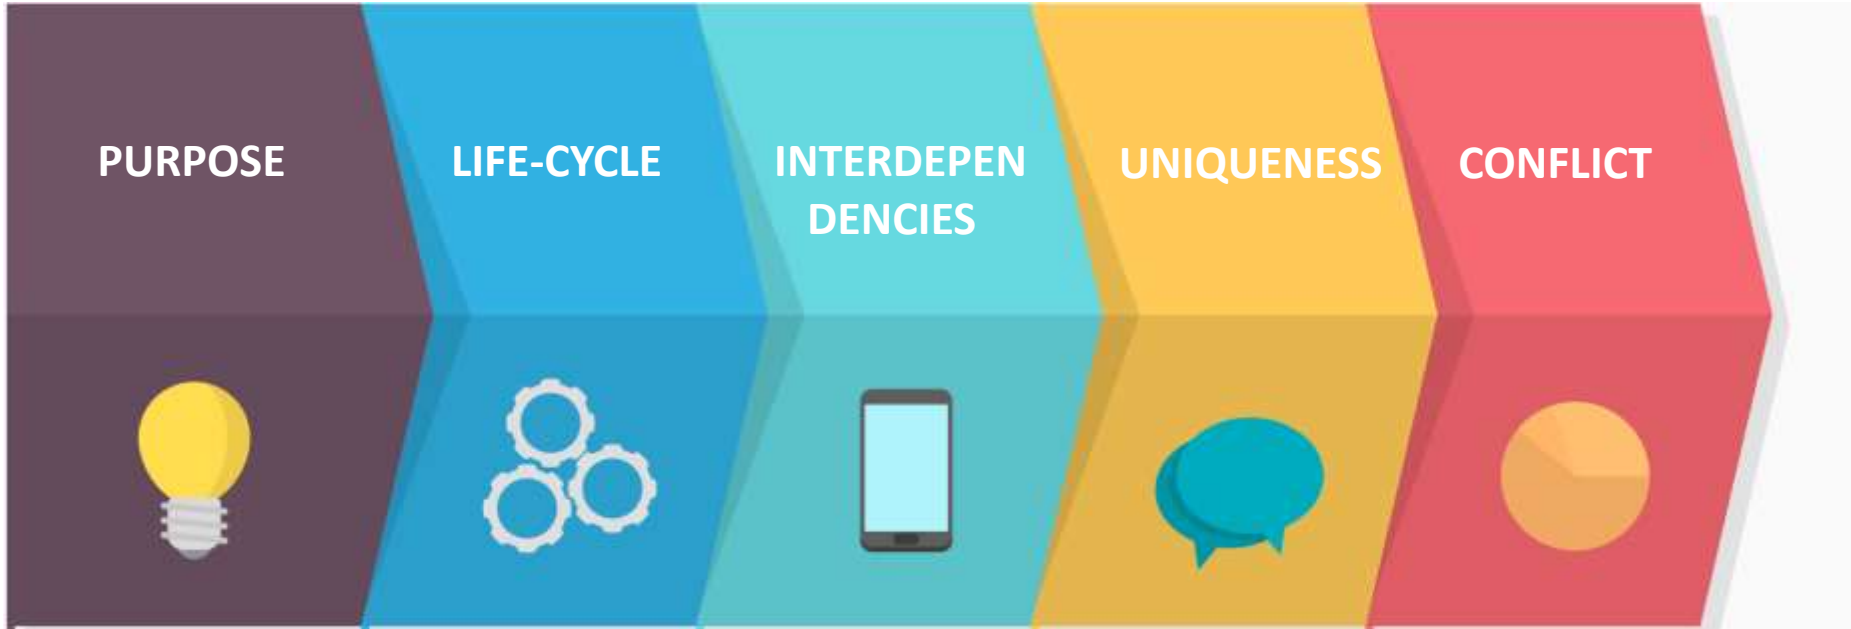 PURPOSE
LIFE-CYCLE
INTERDEPEN
DENCIES
UNIQUENESS
CONFLICT